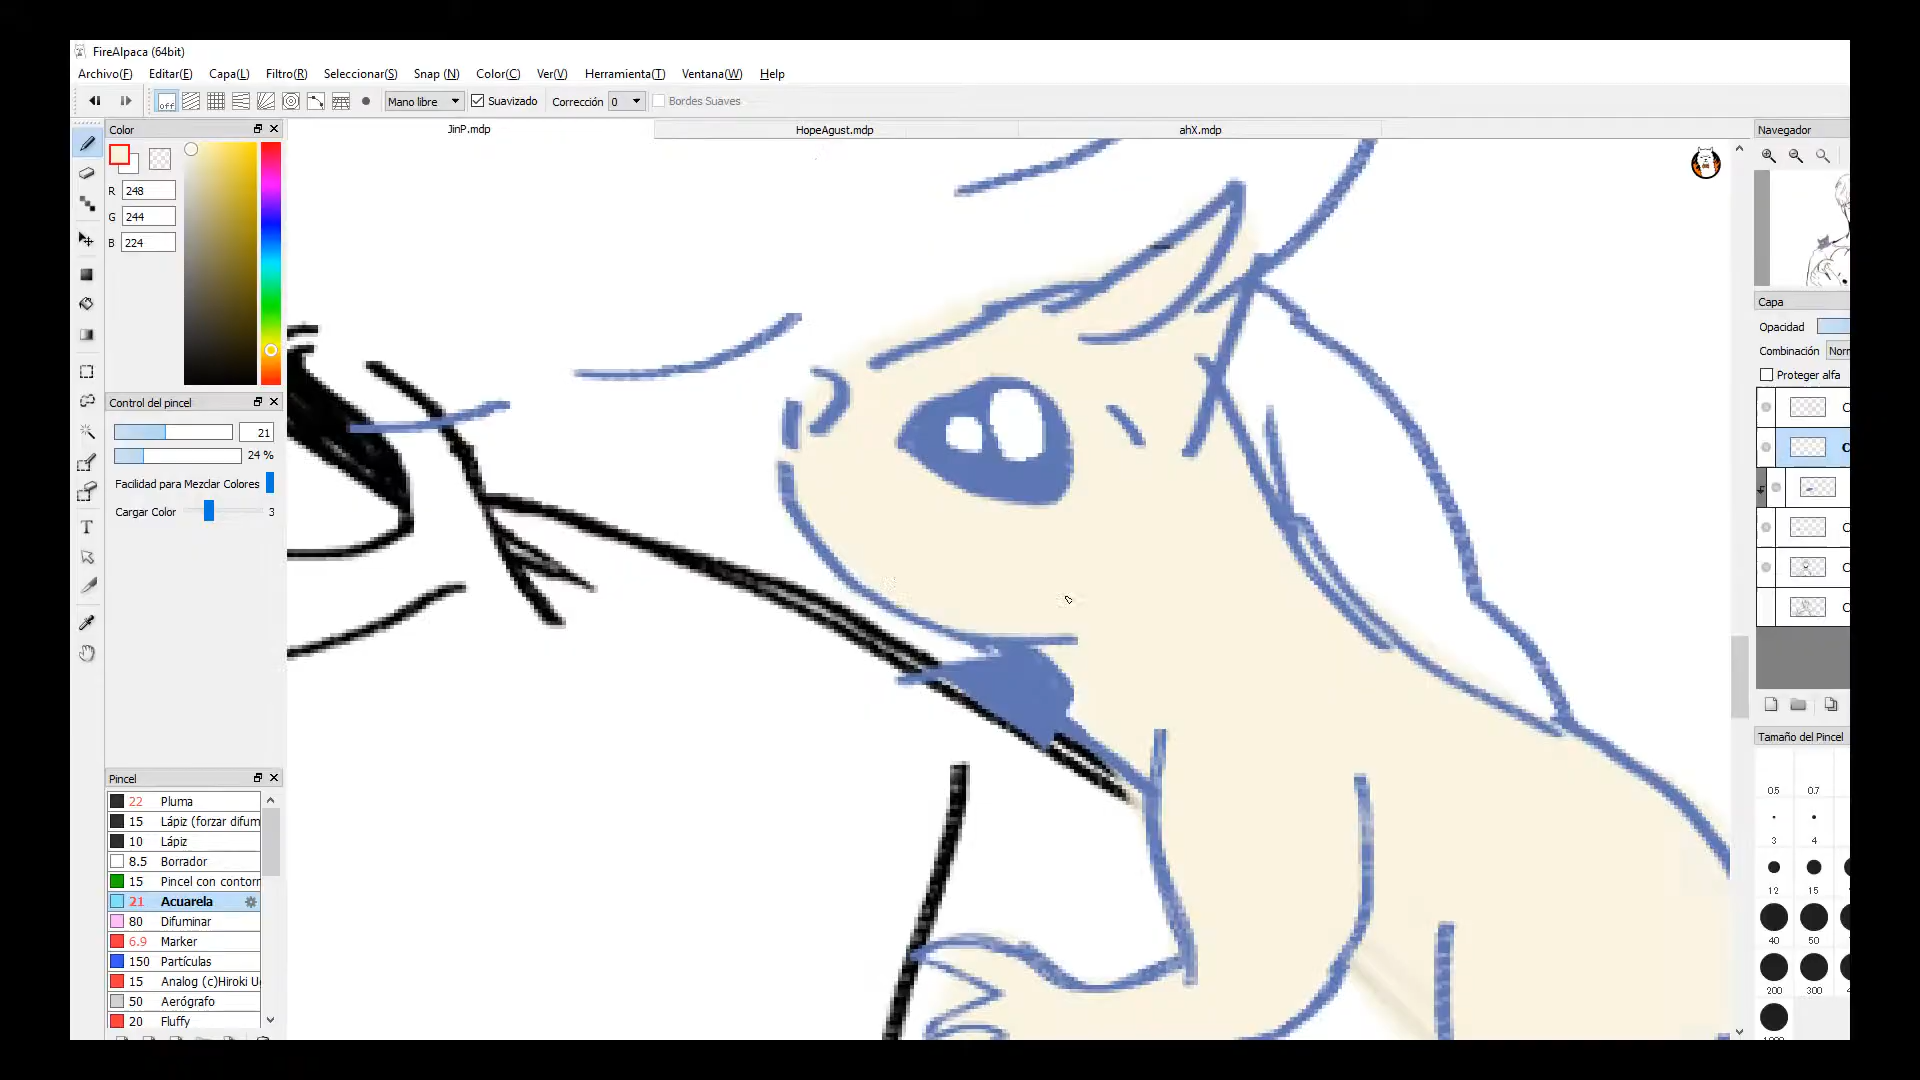 FireAlpaca (64bit)
Archivo(F) Editar(E) Capa(L) Filtro(R) Seleccionar(S) Snap (N) Color(C) Ver(V) Herramienta(T) Ventana(W) Help
off Mano libre Suavizado Corrección 0 Bordes Suaves
Color JinP.mdp HopeAgust.mdp ahX.mdp Navegador
R 248
G 244
B 224
Capa
Opacidad
Combinación Norr
Proteger alfa
Control del pincel
21
24 %
Facilidad para Mezclar Colores
Cargar Color 3
T
Tamaño del Pincel
Pincel
22 Pluma
15 Lápiz (forzar difum
10 Lápiz
8.5 Borrador
15 Pincel con contorr
21 Acuarela
80 Difuminar
6.9 Marker
150 Partículas
15 Analog (c)Hiroki U
50 Aerógrafo
20 Fluffy
0.5 0.7
3 4
12 15
40 50
200 300